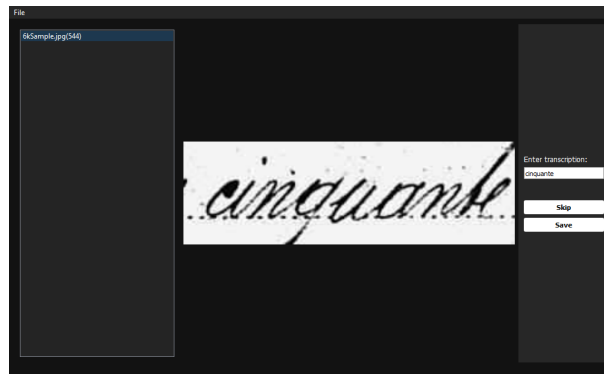 File
6kSample.jpg(544)
cinquante
Enter transcription:
cinquante
Skip
Save